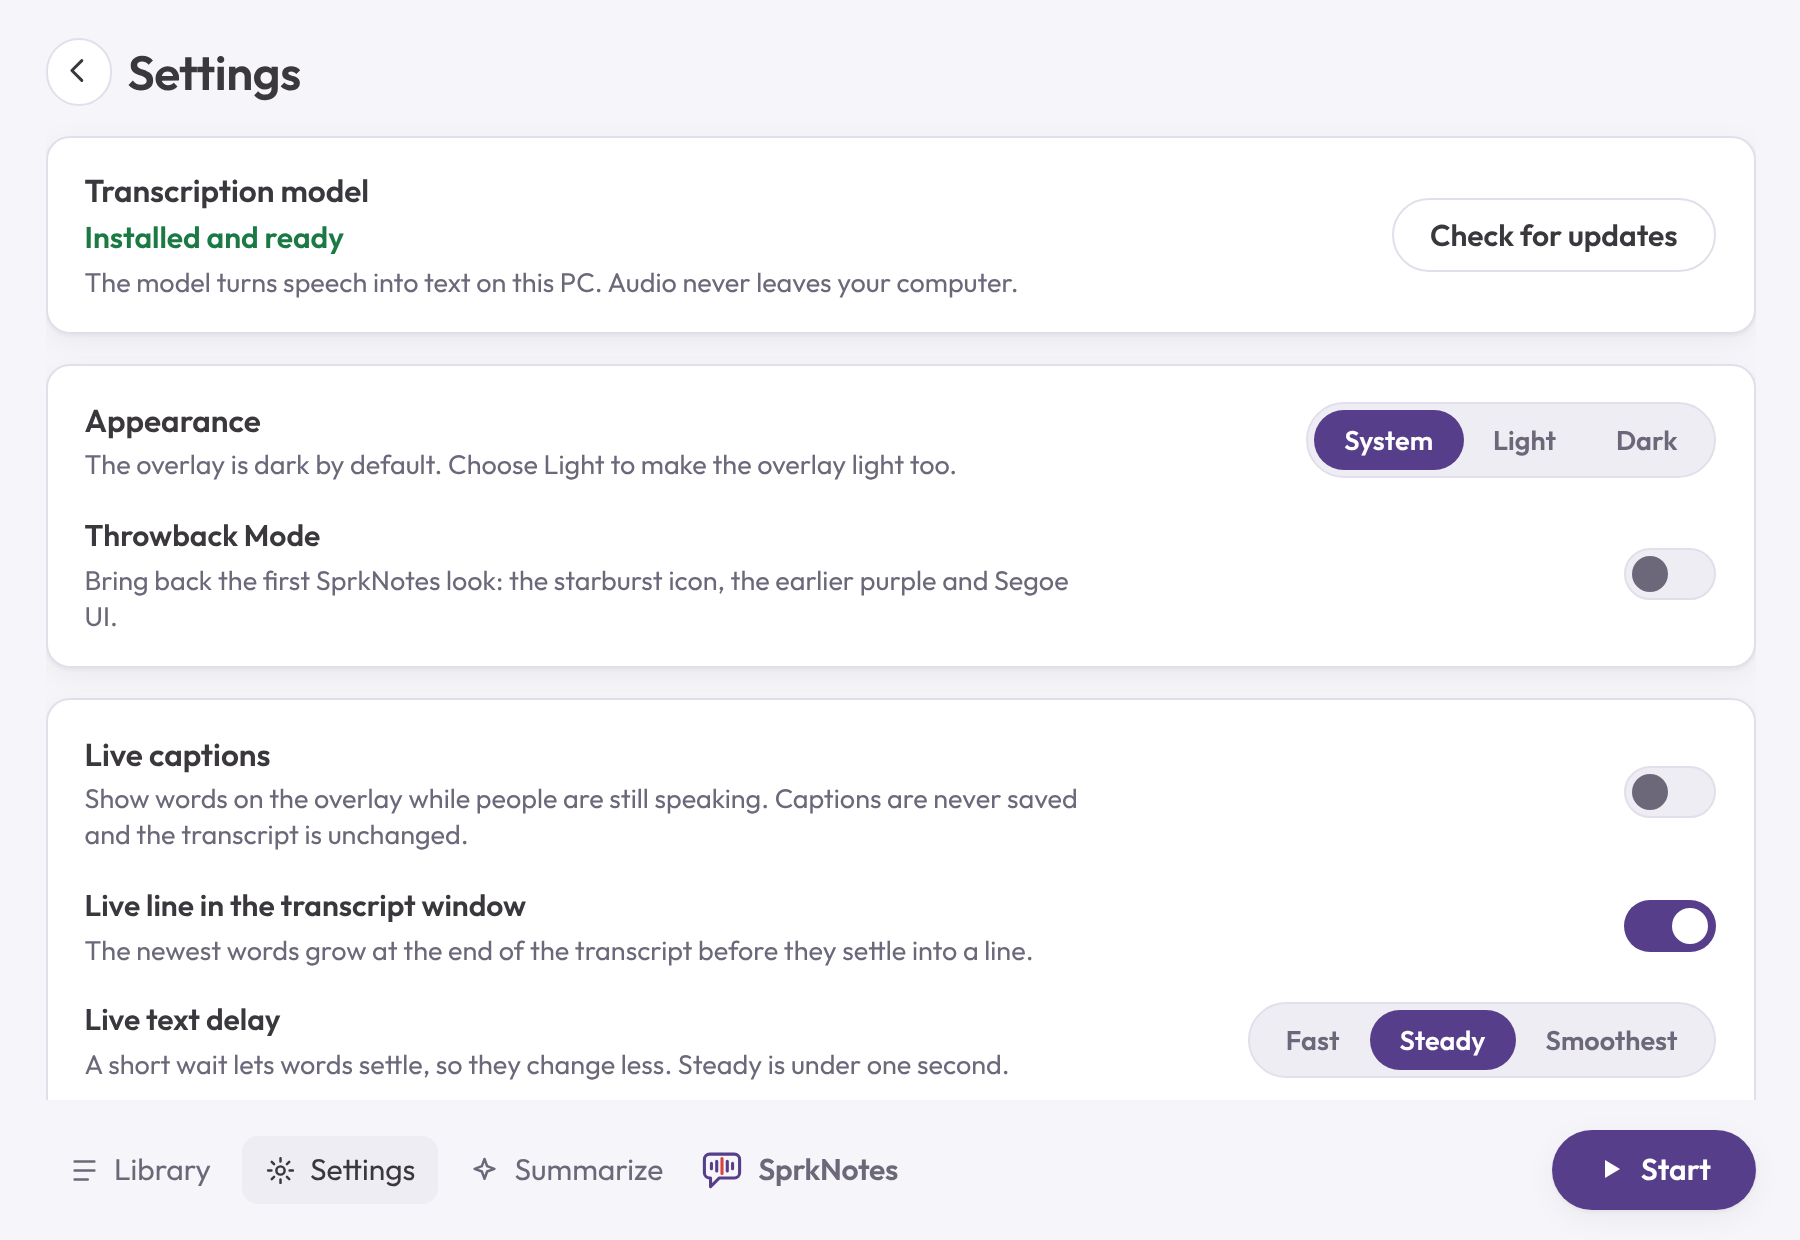 Settings
Transcription model
Installed and ready
The model turns speech into text on this PC. Audio never leaves your computer.
Check for updates
Appearance
The overlay is dark by default. Choose Light to make the overlay light too.
System Light Dark
Throwback Mode
Bring back the first SprkNotes look: the starburst icon, the earlier purple and Segoe
UI.
Live captions
Show words on the overlay while people are still speaking. Captions are never saved
and the transcript is unchanged.
Live line in the transcript window
The newest words grow at the end of the transcript before they settle into a line.
Live text delay
A short wait lets words settle, so they change less. Steady is under one second.
Fast Steady Smoothest
Library Settings Summarize SprkNotes Start